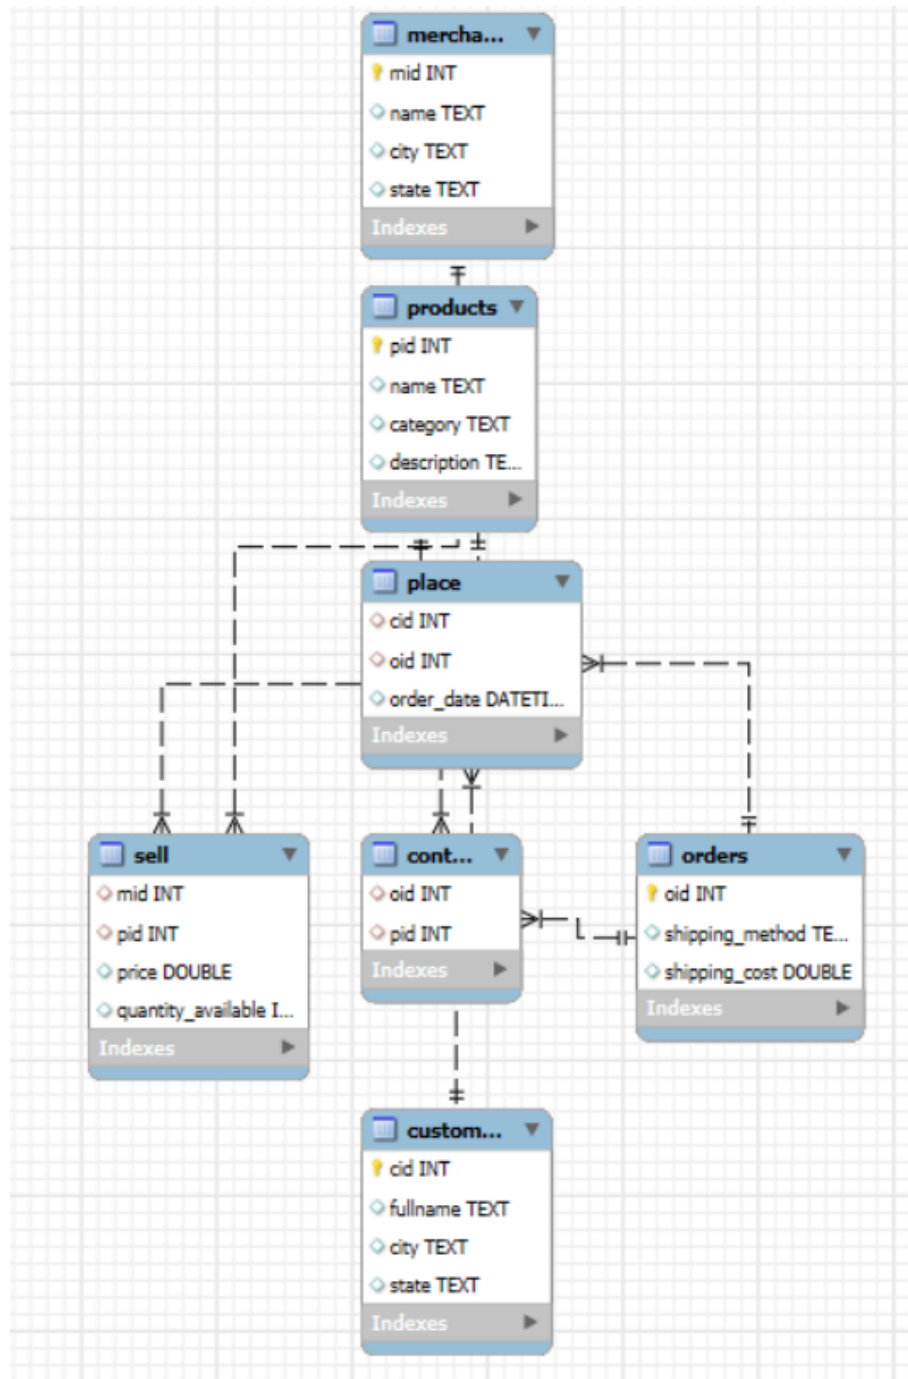 mercha...
mid INT
name TEXT
city TEXT
state TEXT
Indexes
products
pid INT
name TEXT
category TEXT
description TE...
Indexes
place
cid INT
oid INT
order_date DATETI...
Indexes
sell
mid INT
pid INT
price DOUBLE
quantity_available I...
Indexes
cont...
oid INT
pid INT
Indexes
orders
oid INT
shipping_method TE...
shipping_cost DOUBLE
Indexes
custom...
cid INT
fullname TEXT
city TEXT
state TEXT
Indexes